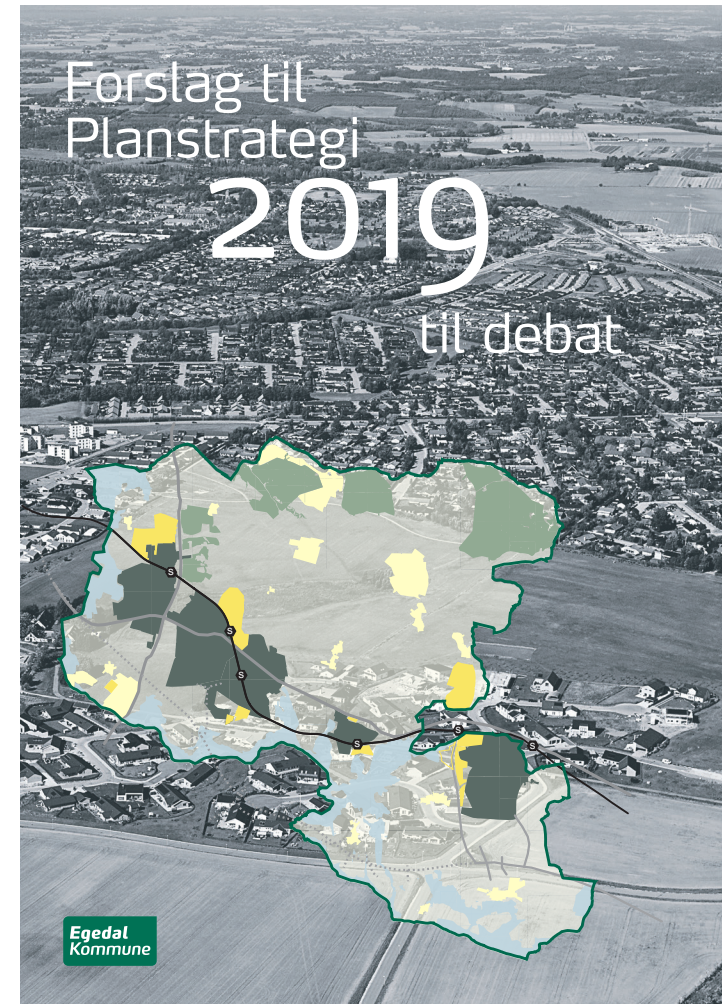 Forslag til
Planstrategi
2019
til debat
S
S
S
S
S
S
Egedal
Kommune